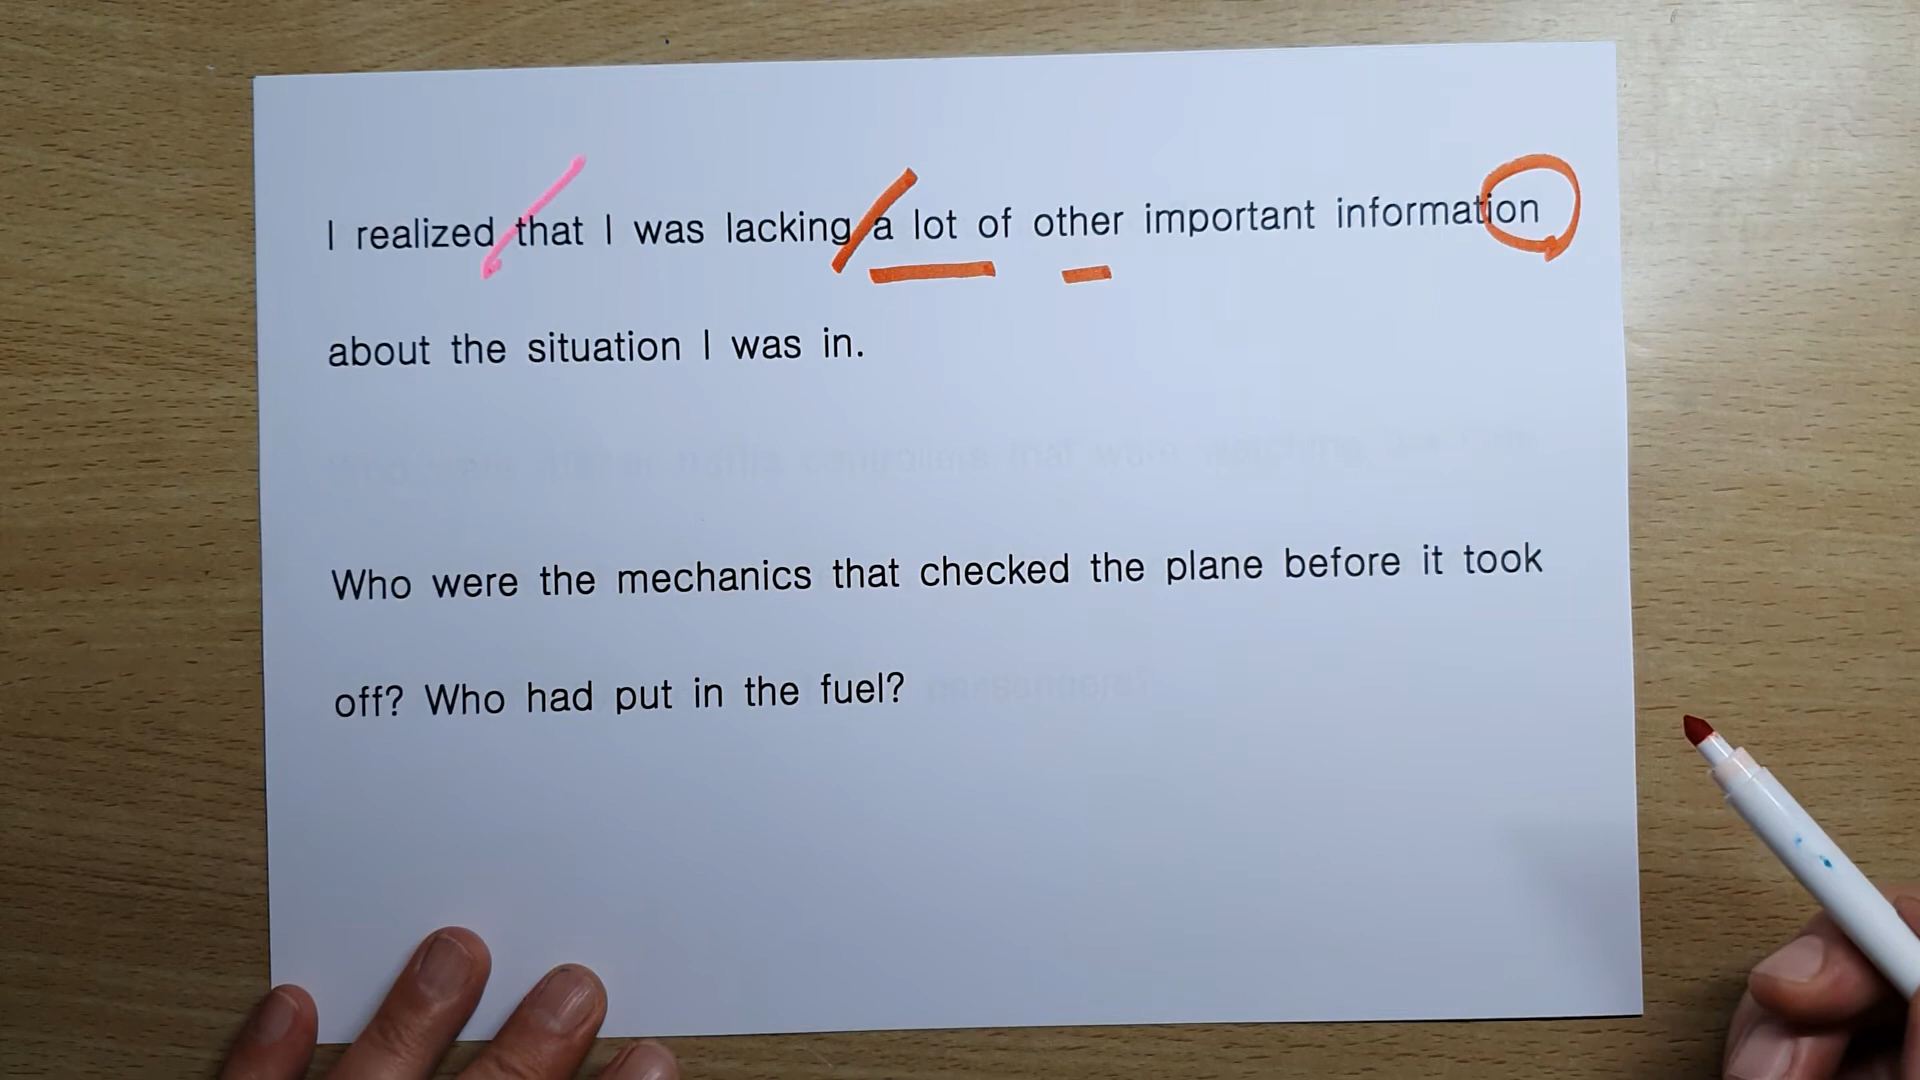 I realized that I was lacking a lot of other important information
about the situation I was in.
Who were the mechanics that checked the plane before it took
off? Who had put in the fuel?